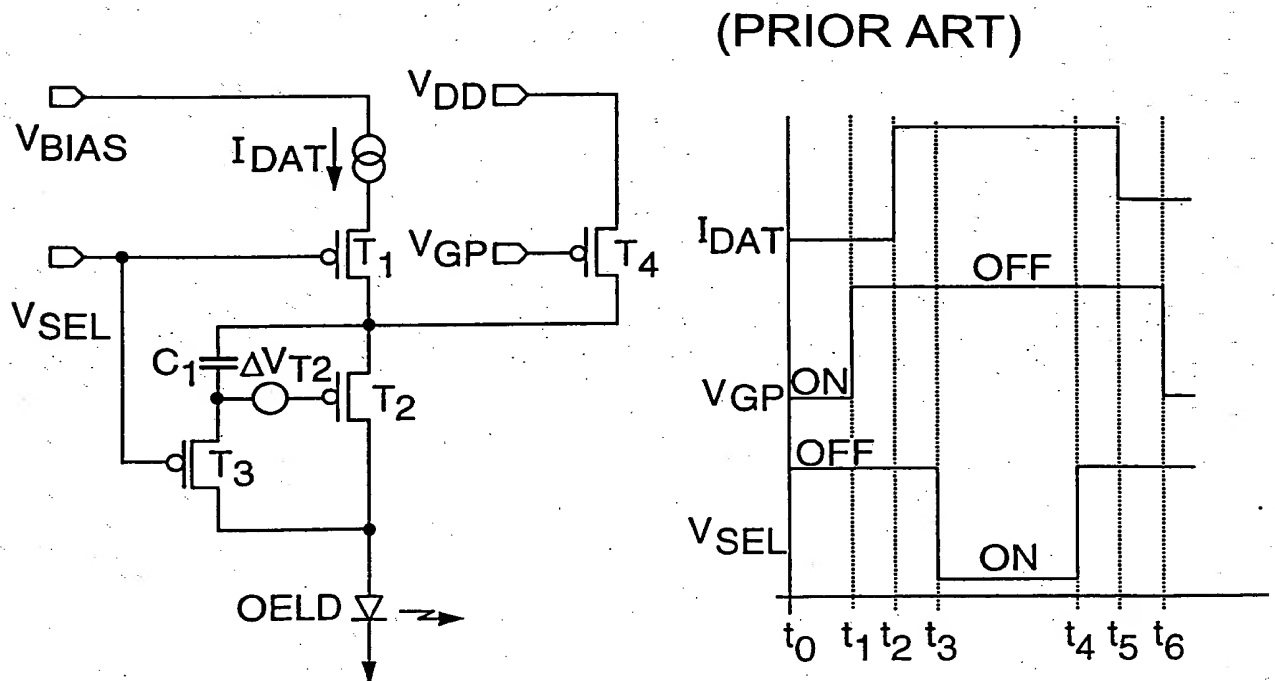 (PRIOR ART)
VBIAS
IDAT
VDD
VSEL
T1
VGP
T4
C1
ΔVT2
T2
T3
OELD
IDAT
OFF
VGP
ON
OFF
VSEL
ON
t0 t1 t2 t3 t4 t5 t6